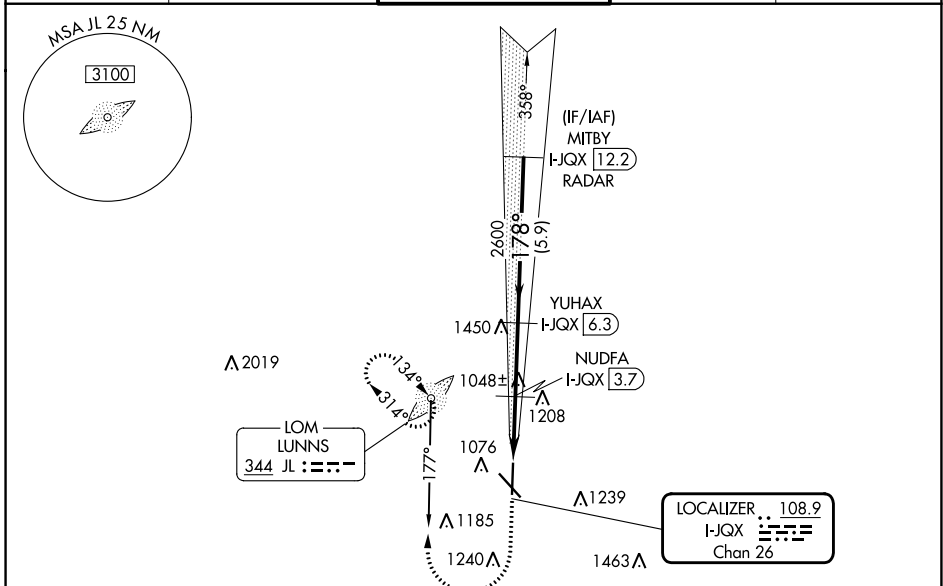 MSA JL 25 NM
3100
358°
(IF/IAF)
MITBY
I-JQX 12.2
RADAR
2600
178°
(5.9)
YUHAX
I-JQX 6.3
1450
2019
NUDFA
I-JQX 3.7
1048±
1208
134°
314°
LOM
LUNNS
344 JL
177°
1076
1239
1185
1240
1463
LOCALIZER 108.9
I-JQX
Chan 26